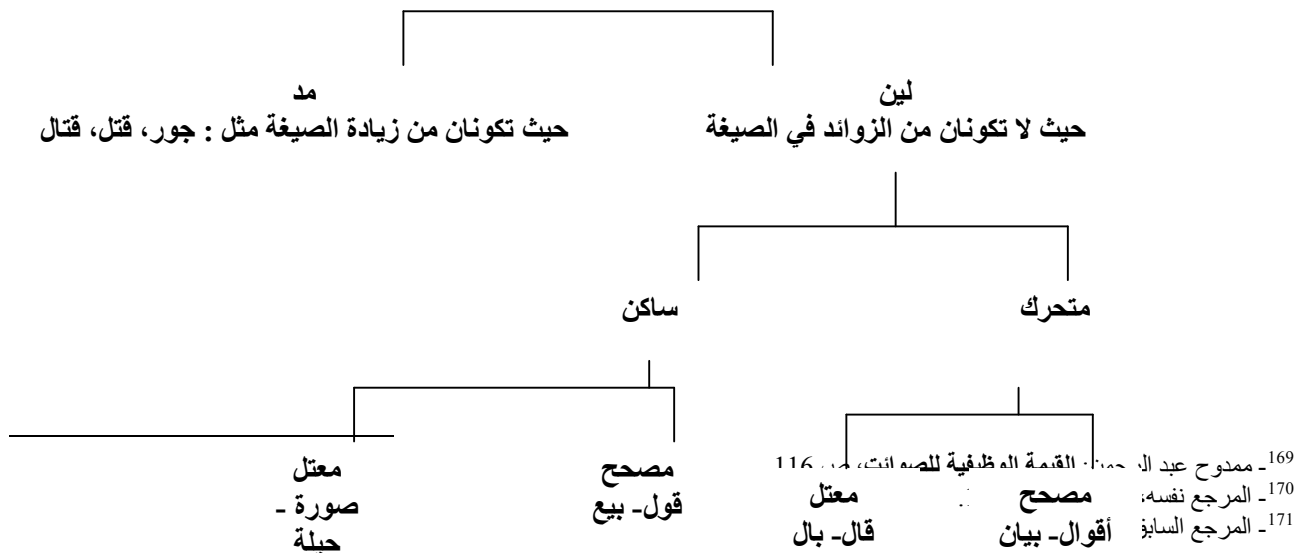 لين
حيث لا تكونان من الزوائد في الصيغة
مد
حيث تكونان من زيادة الصيغة مثل : جور، قتل، قتال
متحرك
ساكن
مصحح
أقوال- بيان
معتل
قال- بال
مصحح
قول- بيع
معتل
صورة -
حيلة
169- ممدوح عبد الرحمن: القيمة الوظيفية للصوائت، ص 116
170- المرجع نفسه،
171- المرجع السابق